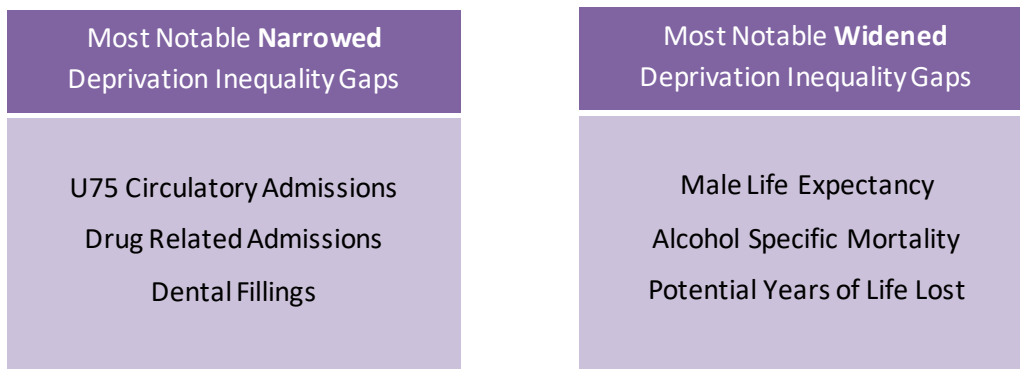 Most Notable Narrowed
Deprivation Inequality Gaps
U75 Circulatory Admissions
Drug Related Admissions
Dental Fillings
Most Notable Widened
Deprivation Inequality Gaps
Male Life Expectancy
Alcohol Specific Mortality
Potential Years of Life Lost